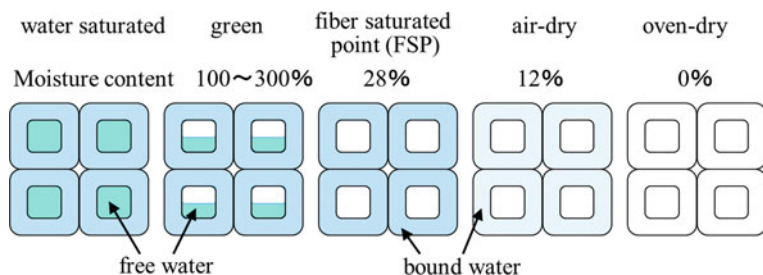 water saturated
green
fiber saturated
point (FSP)
air-dry
oven-dry
Moisture content
100～300%
28%
12%
0%
free water
bound water